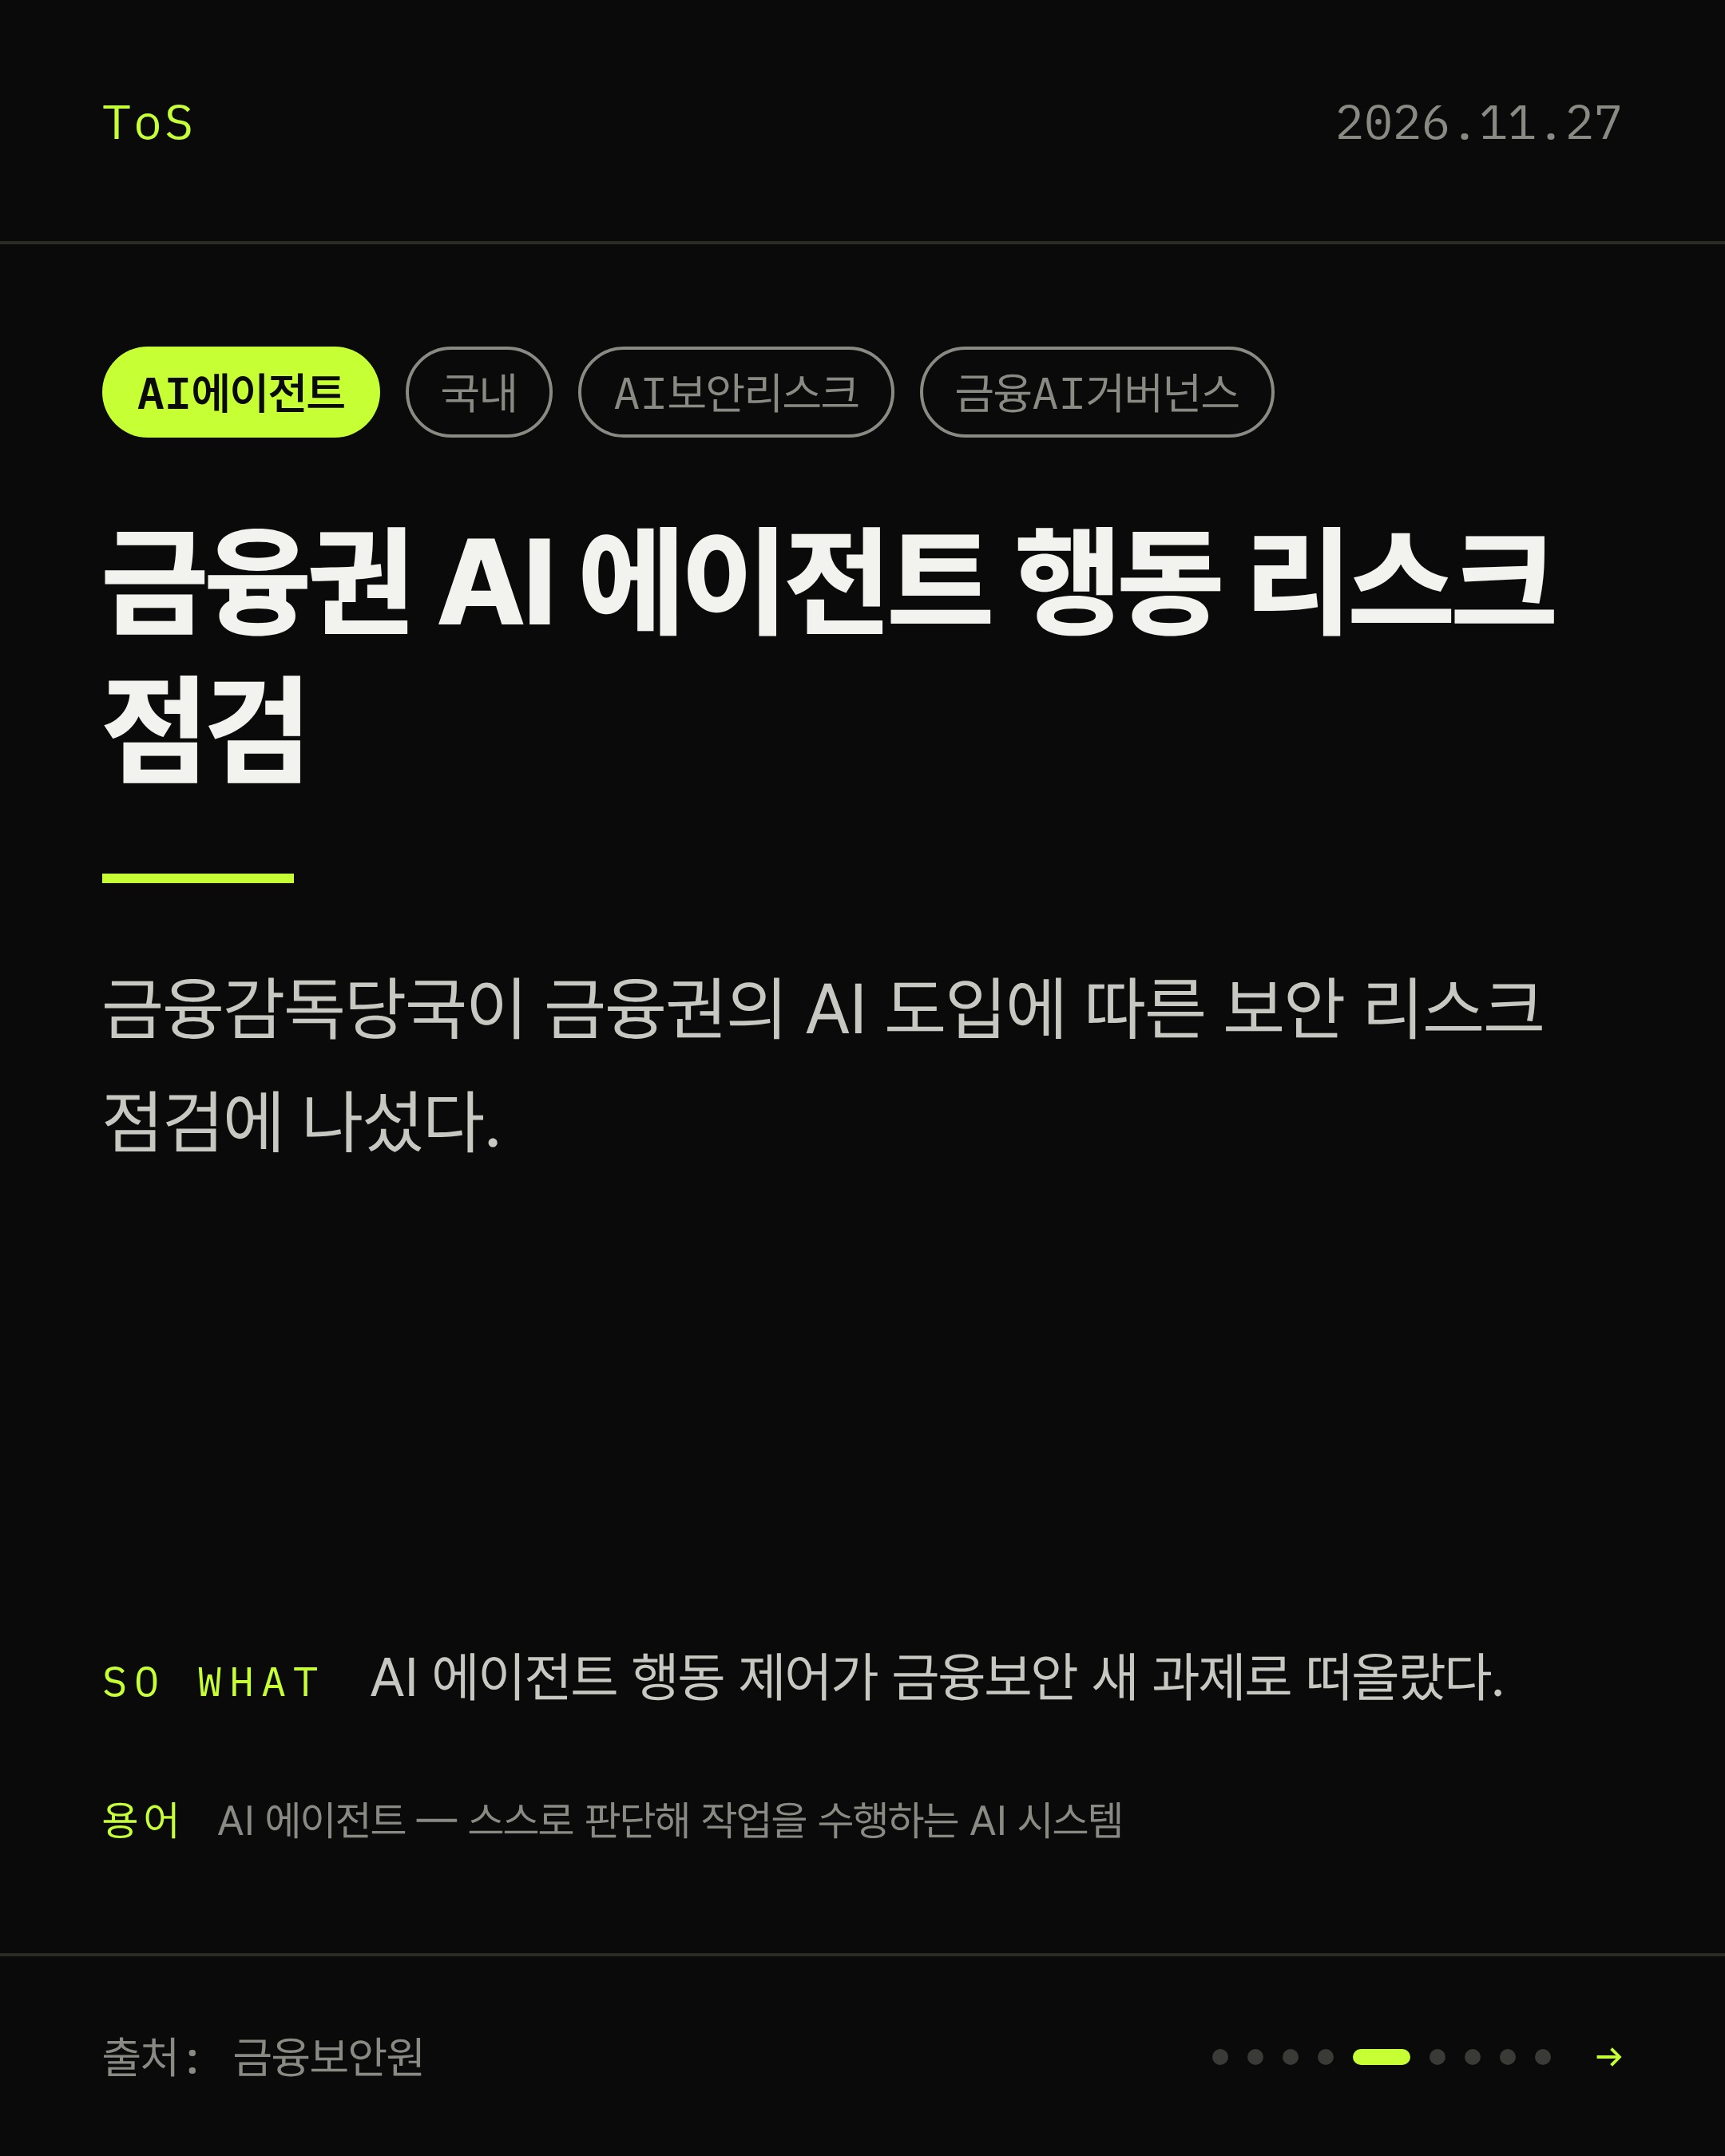 ToS
2026.11.27
AI에이전트 국내 AI보안리스크 금융AI거버넌스
금융권 AI 에이전트 행동 리스크
점검
금융감독당국이 금융권의 AI 도입에 따른 보안 리스크
점검에 나섰다.
SO WHAT AI 에이전트 행동 제어가 금융보안 새 과제로 떠올랐다.
용어 AI 에이전트 — 스스로 판단해 작업을 수행하는 AI 시스템
출처: 금융보안원